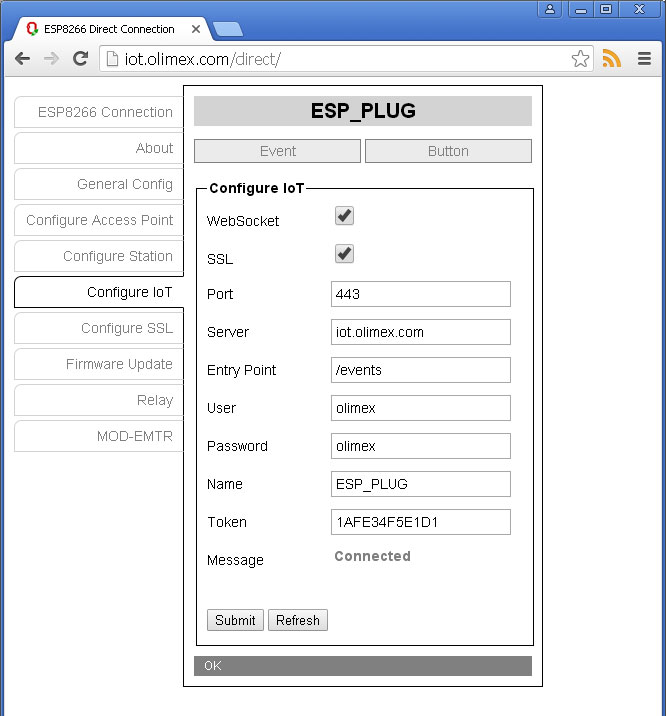 ESP8266 Direct Connection
iot.olimex.com/direct/
ESP8266 Connection
About
General Config
Configure Access Point
Configure Station
Configure IoT
Configure SSL
Firmware Update
Relay
MOD-EMTR
ESP_PLUG
Event Button
Configure IoT
WebSocket
SSL
Port 443
Server iot.olimex.com
Entry Point /events
User olimex
Password olimex
Name ESP_PLUG
Token 1AFE34F5E1D1
Message Connected
Submit Refresh
OK